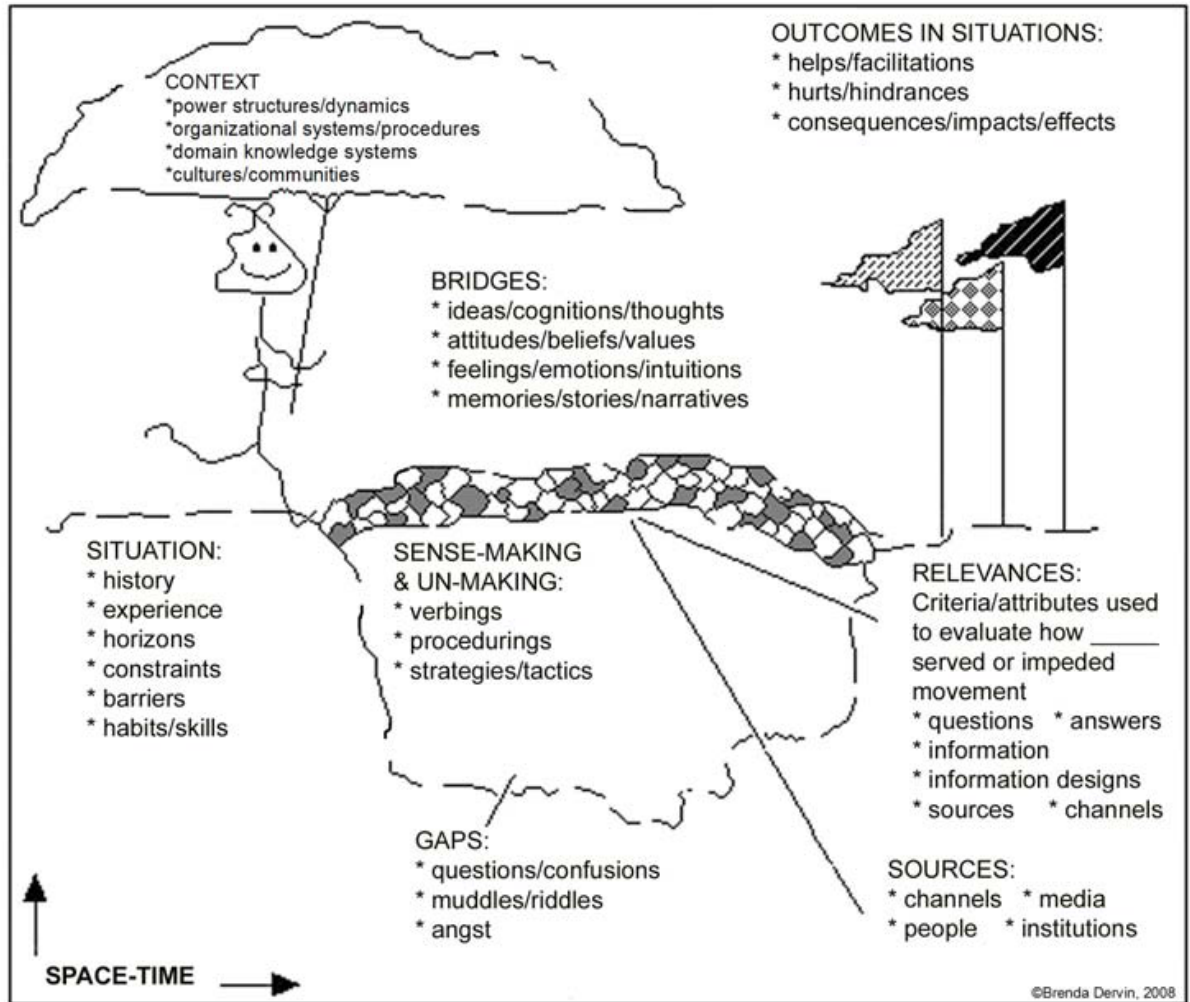 CONTEXT
*power structures/dynamics
*organizational systems/procedures
*domain knowledge systems
*cultures/communities
OUTCOMES IN SITUATIONS:
* helps/facilitations
* hurts/hindrances
* consequences/impacts/effects
BRIDGES:
* ideas/cognitions/thoughts
* attitudes/beliefs/values
* feelings/emotions/intuitions
* memories/stories/narratives
SITUATION:
* history
* experience
* horizons
* constraints
* barriers
* habits/skills
SENSE-MAKING
& UN-MAKING:
* verbings
* procedurings
* strategies/tactics
RELEVANCES:
Criteria/attributes used
to evaluate how _____
served or impeded
movement
* questions * answers
* information
* information designs
* sources * channels
GAPS:
* questions/confusions
* muddles/riddles
* angst
SOURCES:
* channels * media
* people * institutions
SPACE-TIME
©Brenda Dervin, 2008